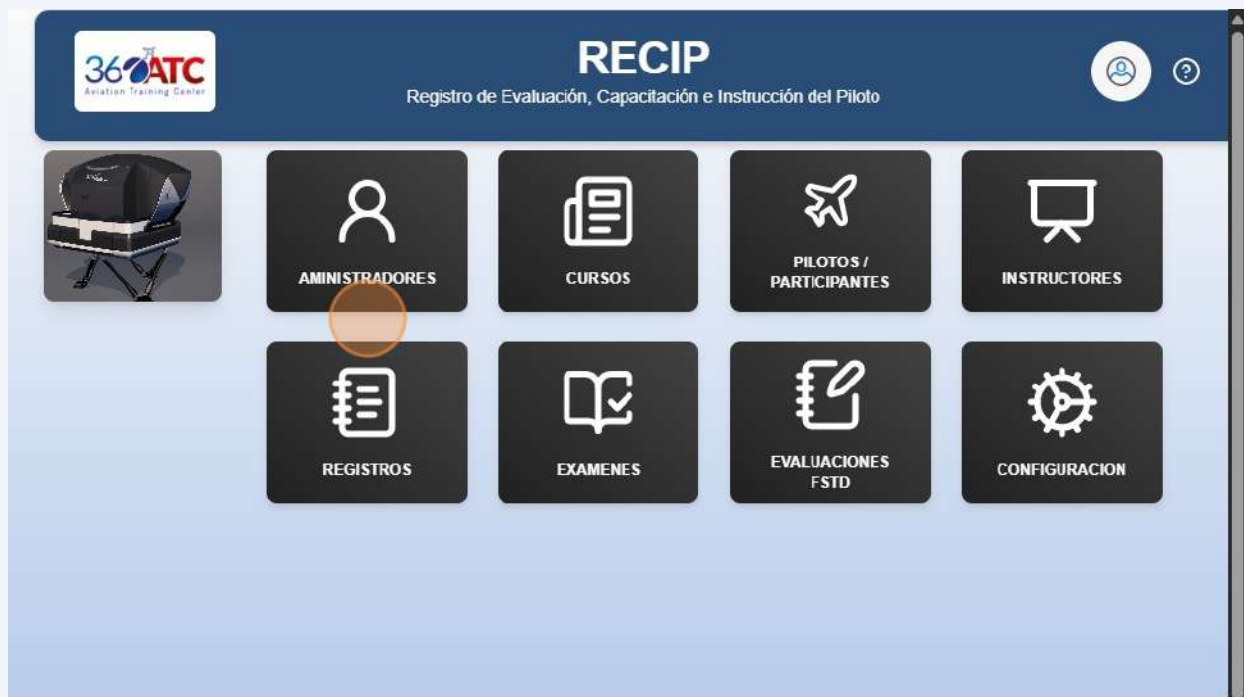 360ATC
Aviation Training Center
RECIP
Registro de Evaluación, Capacitación e Instrucción del Piloto
AMINISTRADORES
CURSOS
PILOTOS /
PARTICIPANTES
INSTRUCTORES
REGISTROS
EXAMENES
EVALUACIONES
FSTD
CONFIGURACION